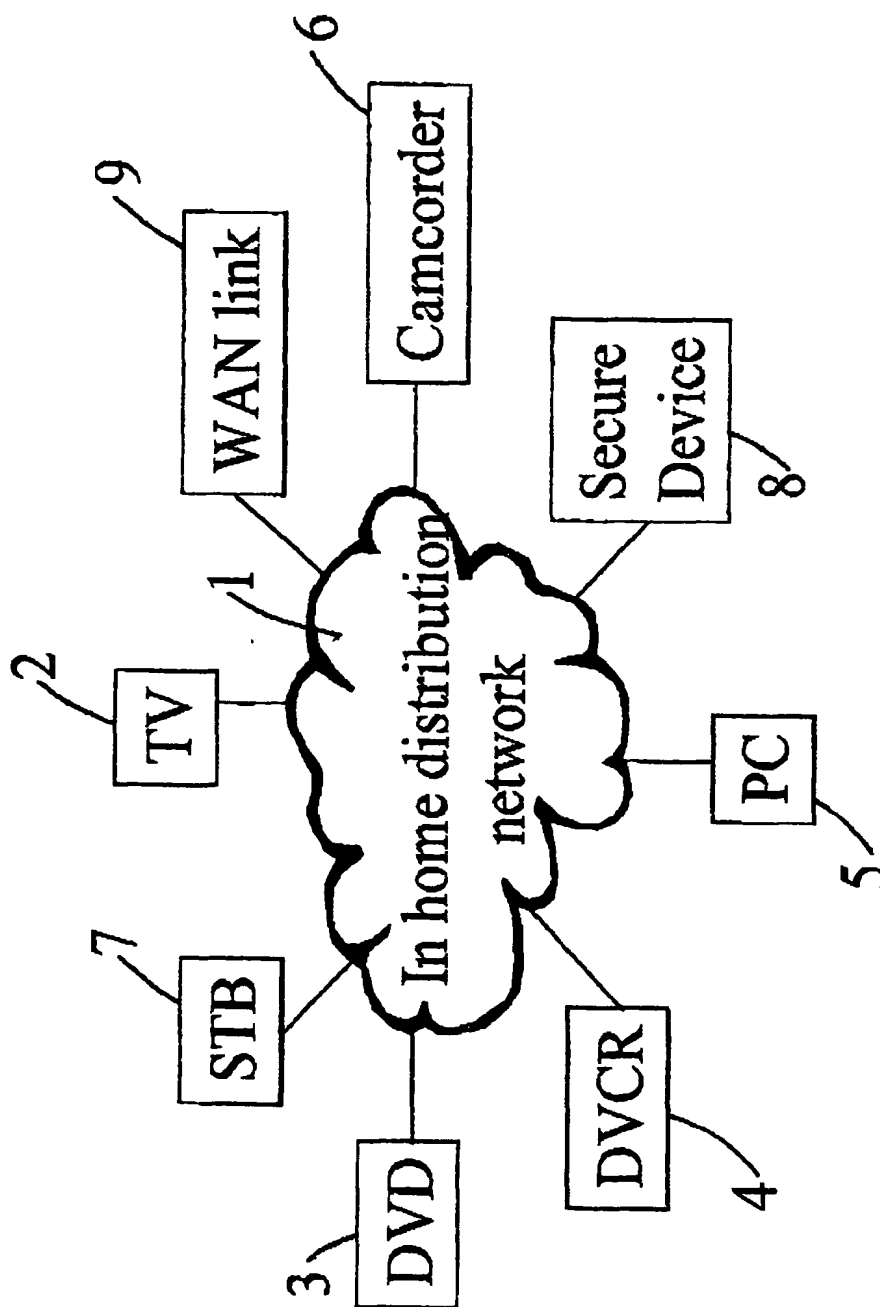 2
TV
1
9
WAN link
7
STB
6
Camcorder
3
DVD
In home distribution
network
4
DVCR
5
PC
8
Secure
Device